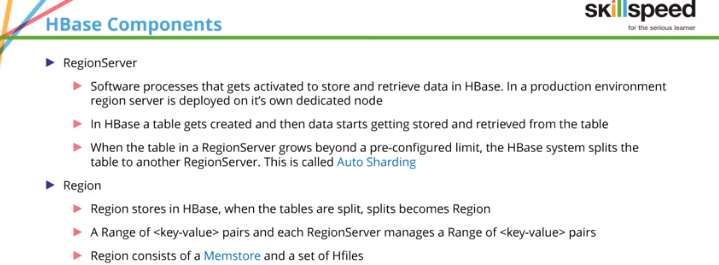 HBase Components
skillspeed
for the serious learner
RegionServer
Software processes that gets activated to store and retrieve data in HBase. In a production environment
region server is deployed on it's own dedicated node
In HBase a table gets created and then data starts getting stored and retrieved from the table
When the table in a RegionServer grows beyond a pre-configured limit, the HBase system splits the
table to another RegionServer. This is called Auto Sharding
Region
Region stores in HBase, when the tables are split, splits becomes Region
A Range of <key-value> pairs and each RegionServer manages a Range of <key-value> pairs
Region consists of a Memstore and a set of Hfiles